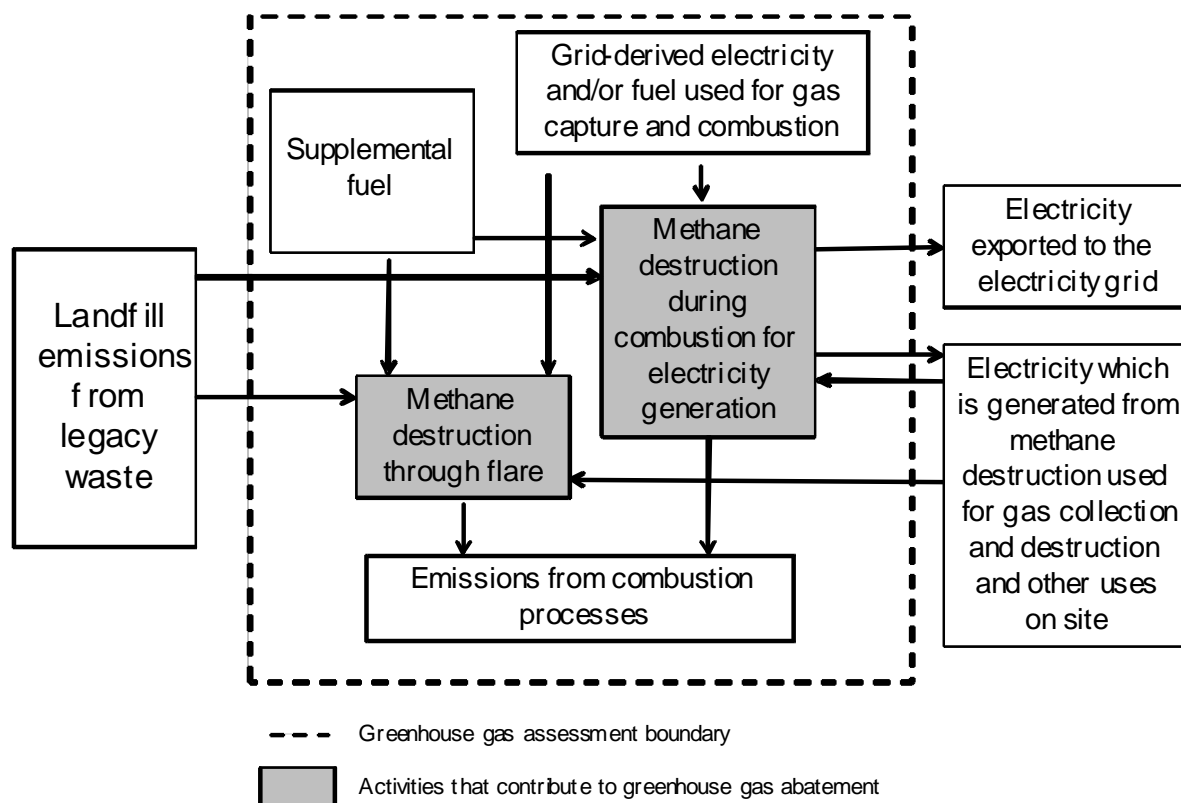 Grid-derived electricity
and/or fuel used for gas
capture and combustion
Supplemental
fuel
Landfill
emissions
from
legacy
waste
Methane
destruction
during
combustion for
electricity
generation
Electricity
exported to the
electricity grid
Methane
destruction
through flare
Electricity which
is generated from
methane
destruction used
for gas collection
and destruction
and other uses
on site
Emissions from combustion
processes
Greenhouse gas assessment boundary
Activities that contribute to greenhouse gas abatement